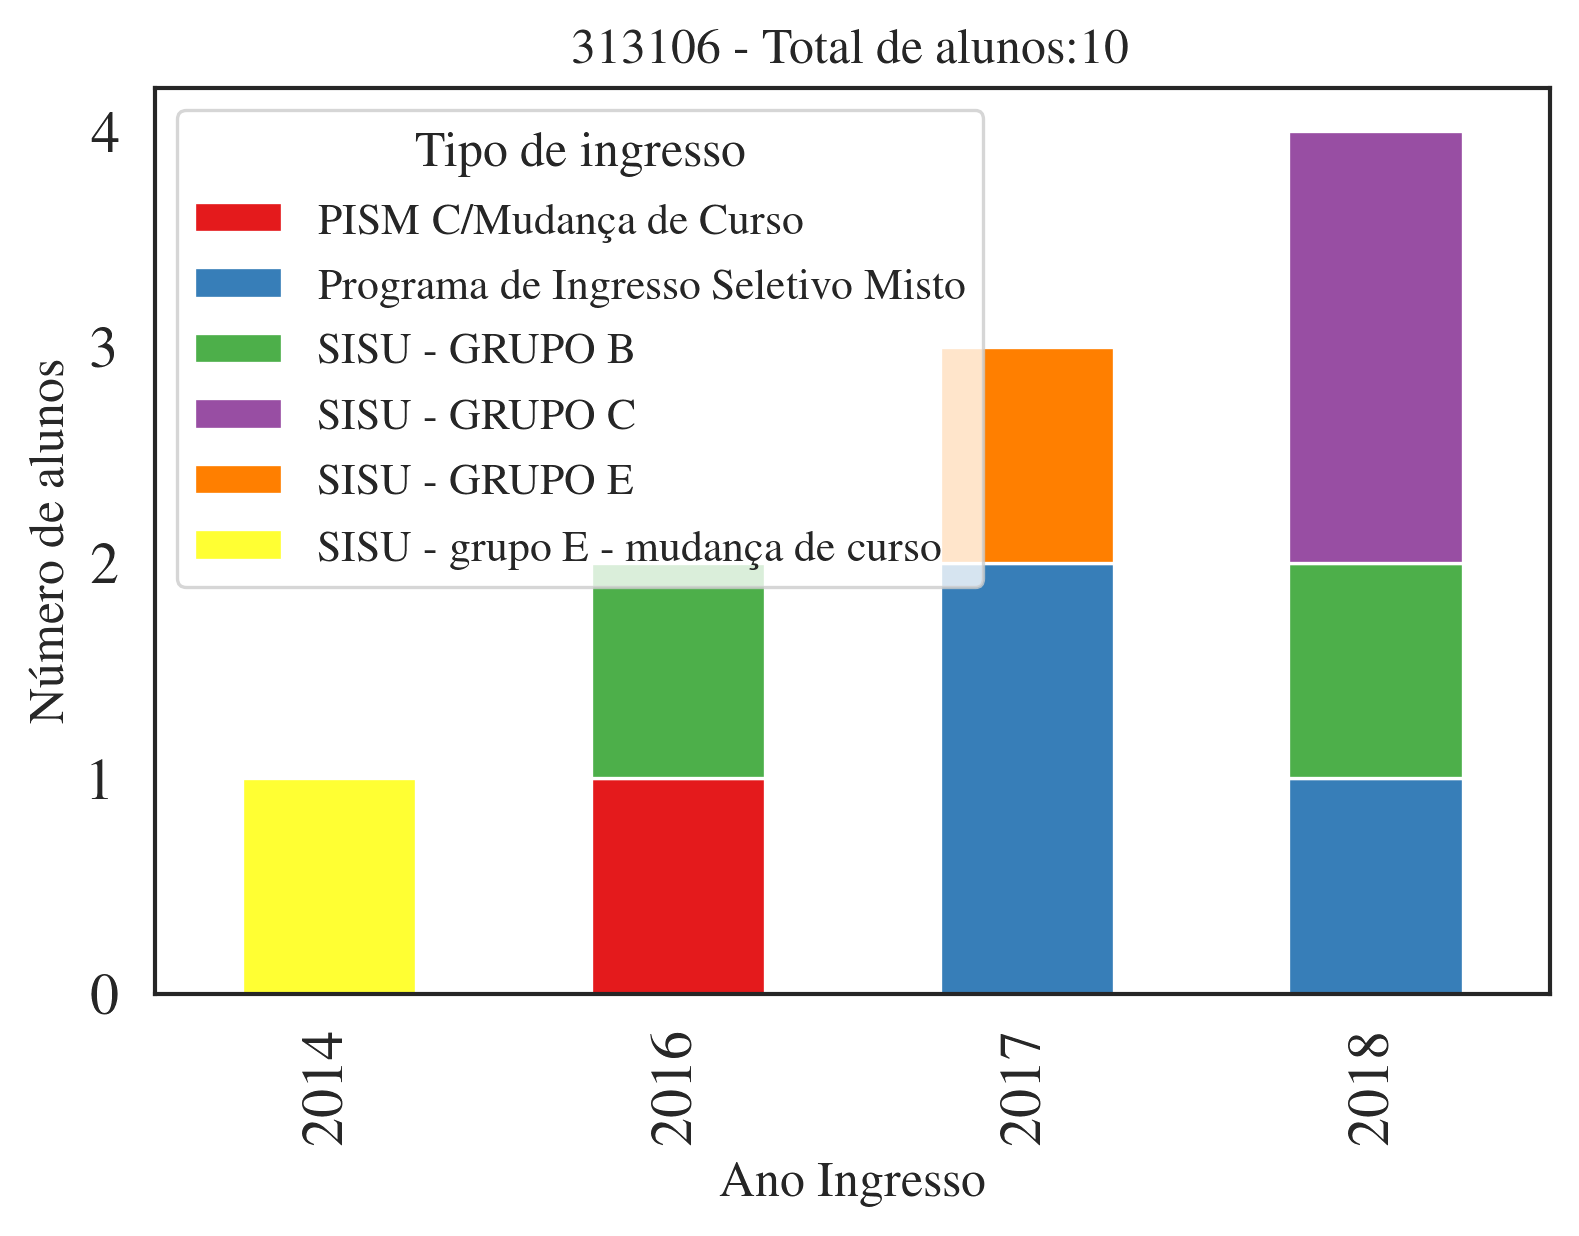 313106 - Total de alunos:10
Tipo de ingresso
PISM C/Mudança de Curso
Programa de Ingresso Seletivo Misto
SISU - GRUPO B
SISU - GRUPO C
SISU - GRUPO E
SISU - grupo E - mudança de curso
Número de alunos
4
3
2
1
0
2014
2016
2017
2018
Ano Ingresso